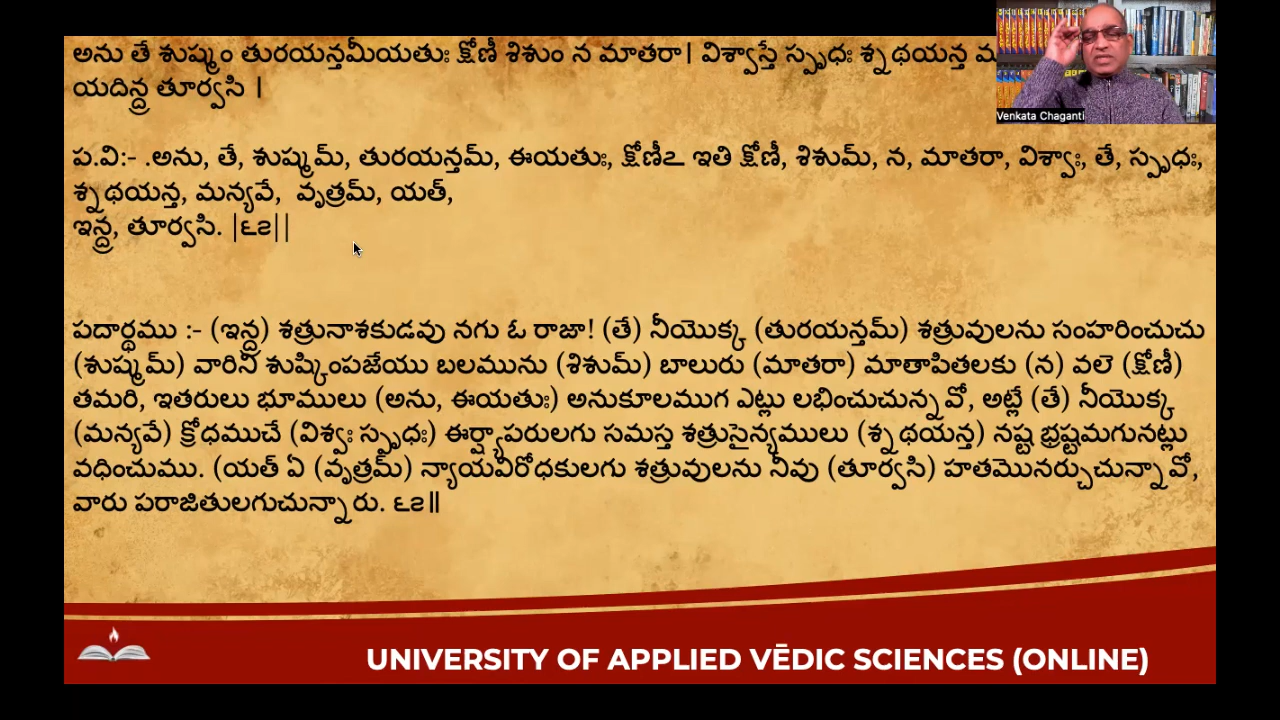 అను తే శుష్మం తురయన్తమీయతుః క్షోణీ శిశుం న మాతరా| విశ్వాస్తే స్పృధః శ్నథయన్త
యదిన్ద్ర తూర్వసి |
Venkata Chaganti
ప.వి:- .అను, తే, శుష్మమ్, తురయన్తమ్, ఈయతుః, క్షోణీఽ ఇతి క్షోణీ, శిశుమ్, న, మాతరా, విశ్వాః, తే, స్పృధః,
శ్నథయన్త, మన్యవే, వృత్రమ్, యత్,
ఇన్ద్ర, తూర్వసి. |౬౭||
పదార్థము :- (ఇన్ద్ర) శత్రునాశకుడవు నగు ఓ రాజా! (తే) నీయొక్క (తురయన్తమ్) శత్రువులను సంహరించుచు
(శుష్మమ్) వారిని శుష్కింపజేయు బలమును (శిశుమ్) బాలురు (మాతరా) మాతాపితలకు (న) వలె (క్షోణీ)
తమరి, ఇతరులు భూములు (అను, ఈయతుః) అనుకూలముగ ఎట్లు లభించుచున్నవో, అట్లే (తే) నీయొక్క
(మన్యవే) క్రోధముచే (విశ్వః స్పృధః) ఈర్ష్యాపరులగు సమస్త శత్రుసైన్యములు (శ్నథయన్త) నష్ట భ్రష్టమగునట్లు
వధించుము. (యత్ ఏ (వృత్రమ్) న్యాయవిరోధకులగు శత్రువులను నీవు (తూర్వసి) హతమొనర్చుచున్నావో,
వారు పరాజితులగుచున్నారు. ౬౭॥
UNIVERSITY OF APPLIED VĒDIC SCIENCES (ONLINE)